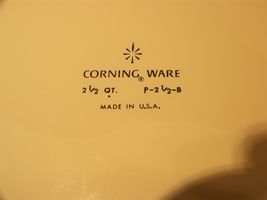 CORNING® WARE
2 1/2 QT. P-2 1/2-B
MADE IN U.S.A.